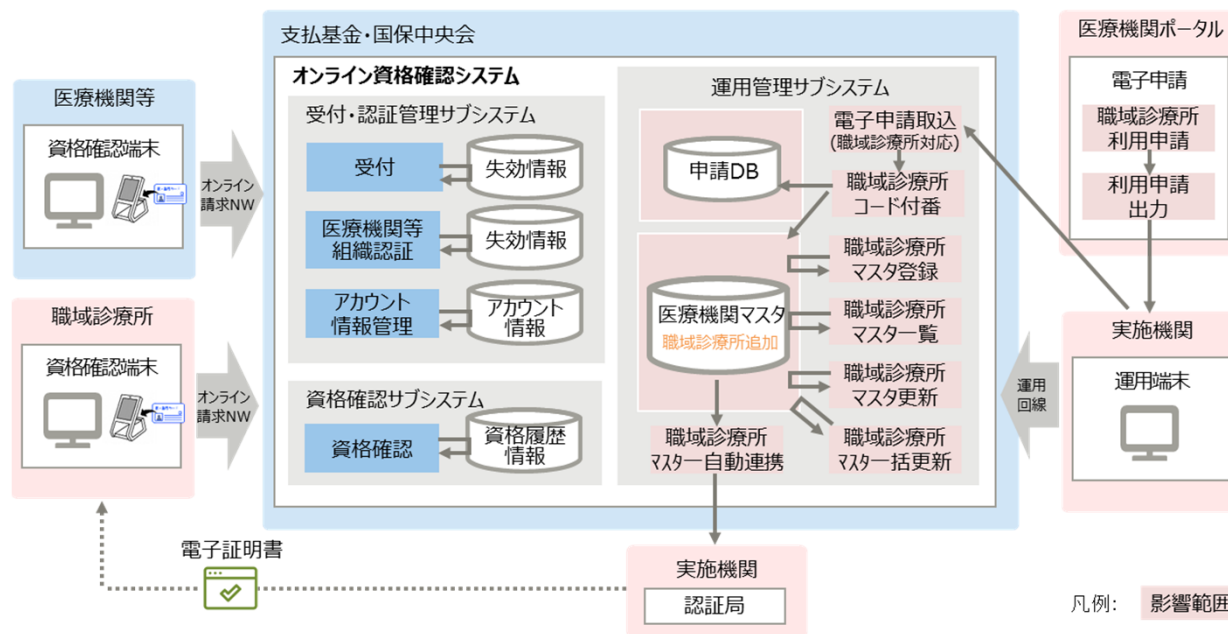 支払基金・国保中央会
オンライン資格確認システム
医療機関等
資格確認端末
オンライン
請求NW
職域診療所
資格確認端末
オンライン
請求NW
受付・認証管理サブシステム
受付
失効情報
医療機関等
組織認証
失効情報
アカウント
情報管理
アカウント
情報
資格確認サブシステム
資格確認
資格履歴
情報
運用管理サブシステム
申請DB
電子申請取込
(職域診療所対応)
職域診療所
コード付番
医療機関マスタ
職域診療所追加
職域診療所
マスタ登録
職域診療所
マスタ一覧
職域診療所
マスタ更新
職域診療所
マスタ一括更新
職域診療所
マスタ一自動連携
医療機関ポータル
電子申請
職域診療所
利用申請
利用申請
出力
運用
回線
実施機関
運用端末
電子証明書
実施機関
認証局
凡例:
影響範囲